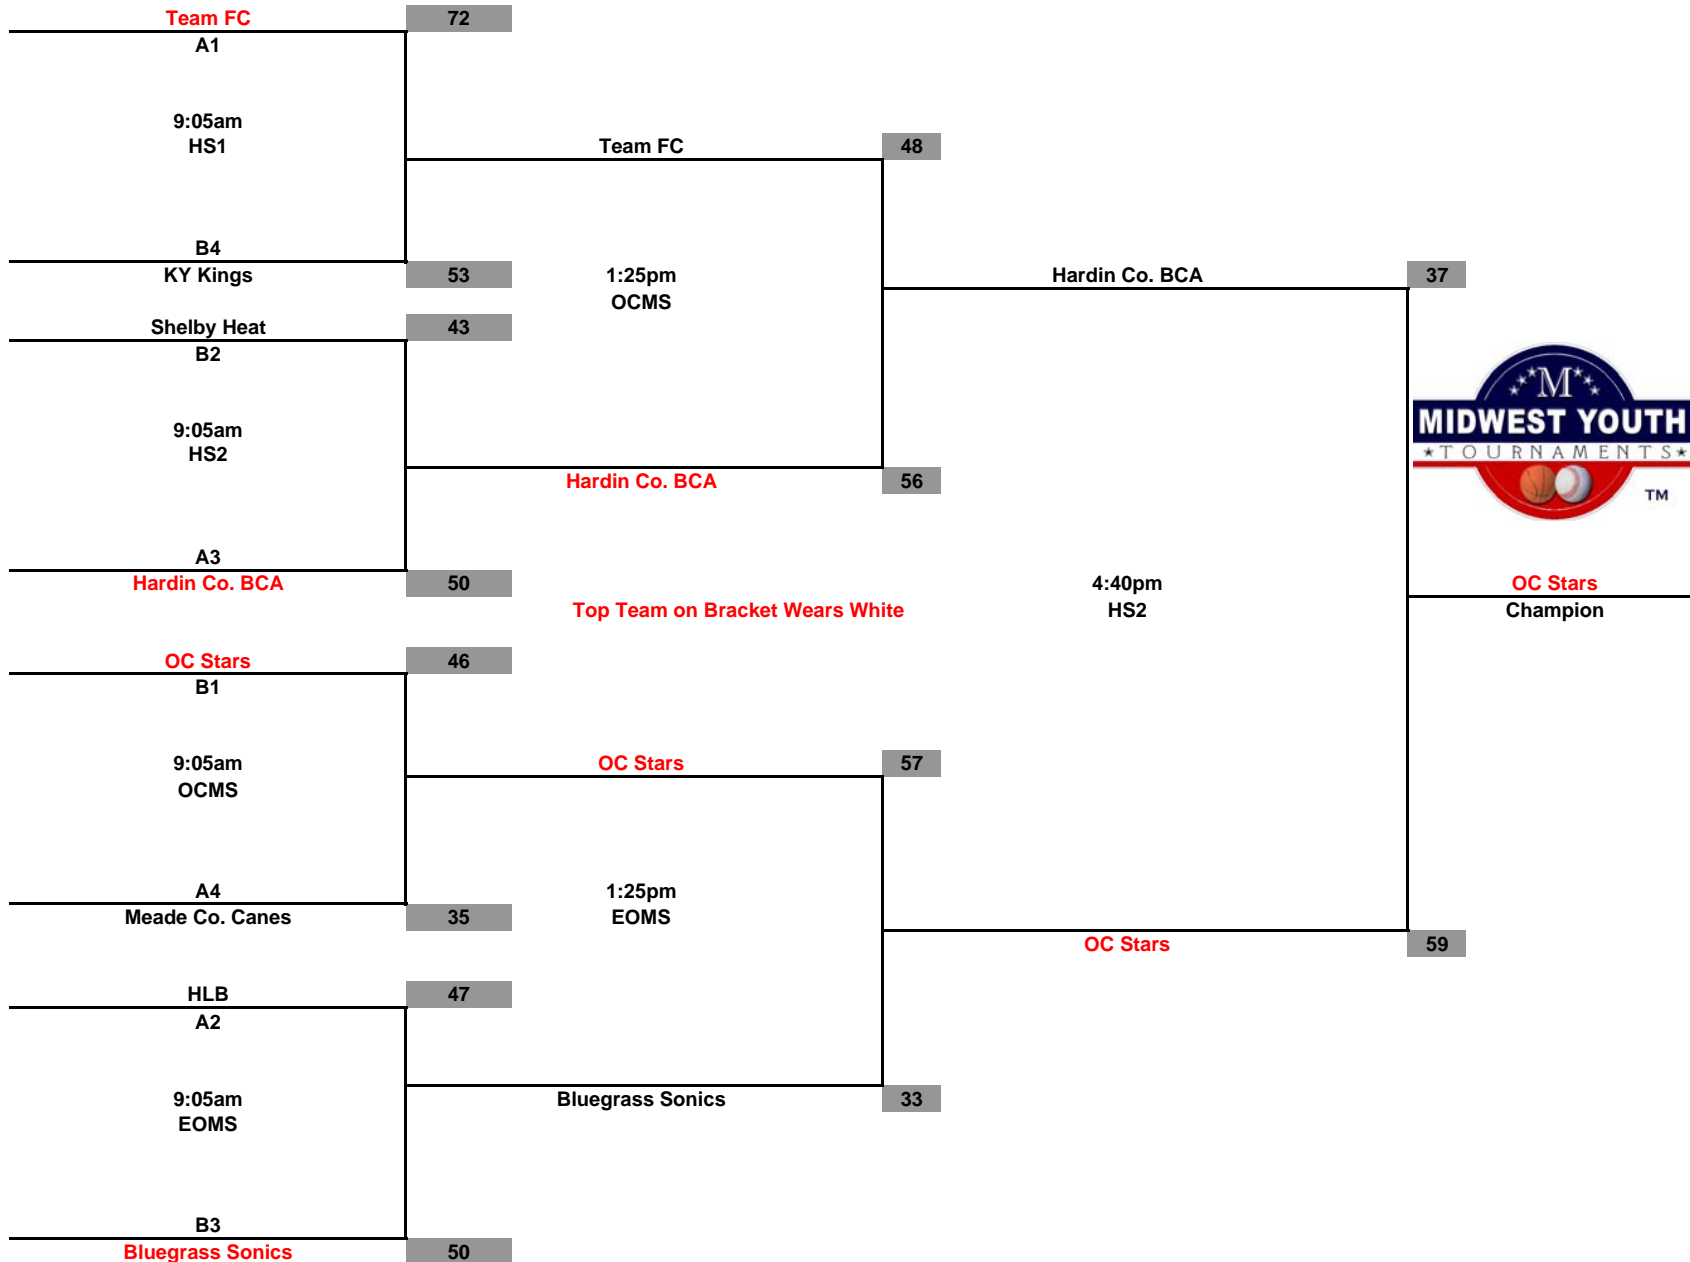 Team FC 72
A1
9:05am
HS1
Team FC 48
B4
KY Kings 53
1:25pm
OCMS
Hardin Co. BCA 37
Shelby Heat 43
B2
9:05am
HS2
Hardin Co. BCA 56
A3
Hardin Co. BCA 50
Top Team on Bracket Wears White
4:40pm
HS2
M
MIDWEST YOUTH
TOURNAMENTS
TM
OC Stars
Champion
OC Stars 46
B1
9:05am
OCMS
OC Stars 57
A4
Meade Co. Canes 35
1:25pm
EOMS
OC Stars 59
HLB 47
A2
9:05am
EOMS
Bluegrass Sonics 33
B3
Bluegrass Sonics 50